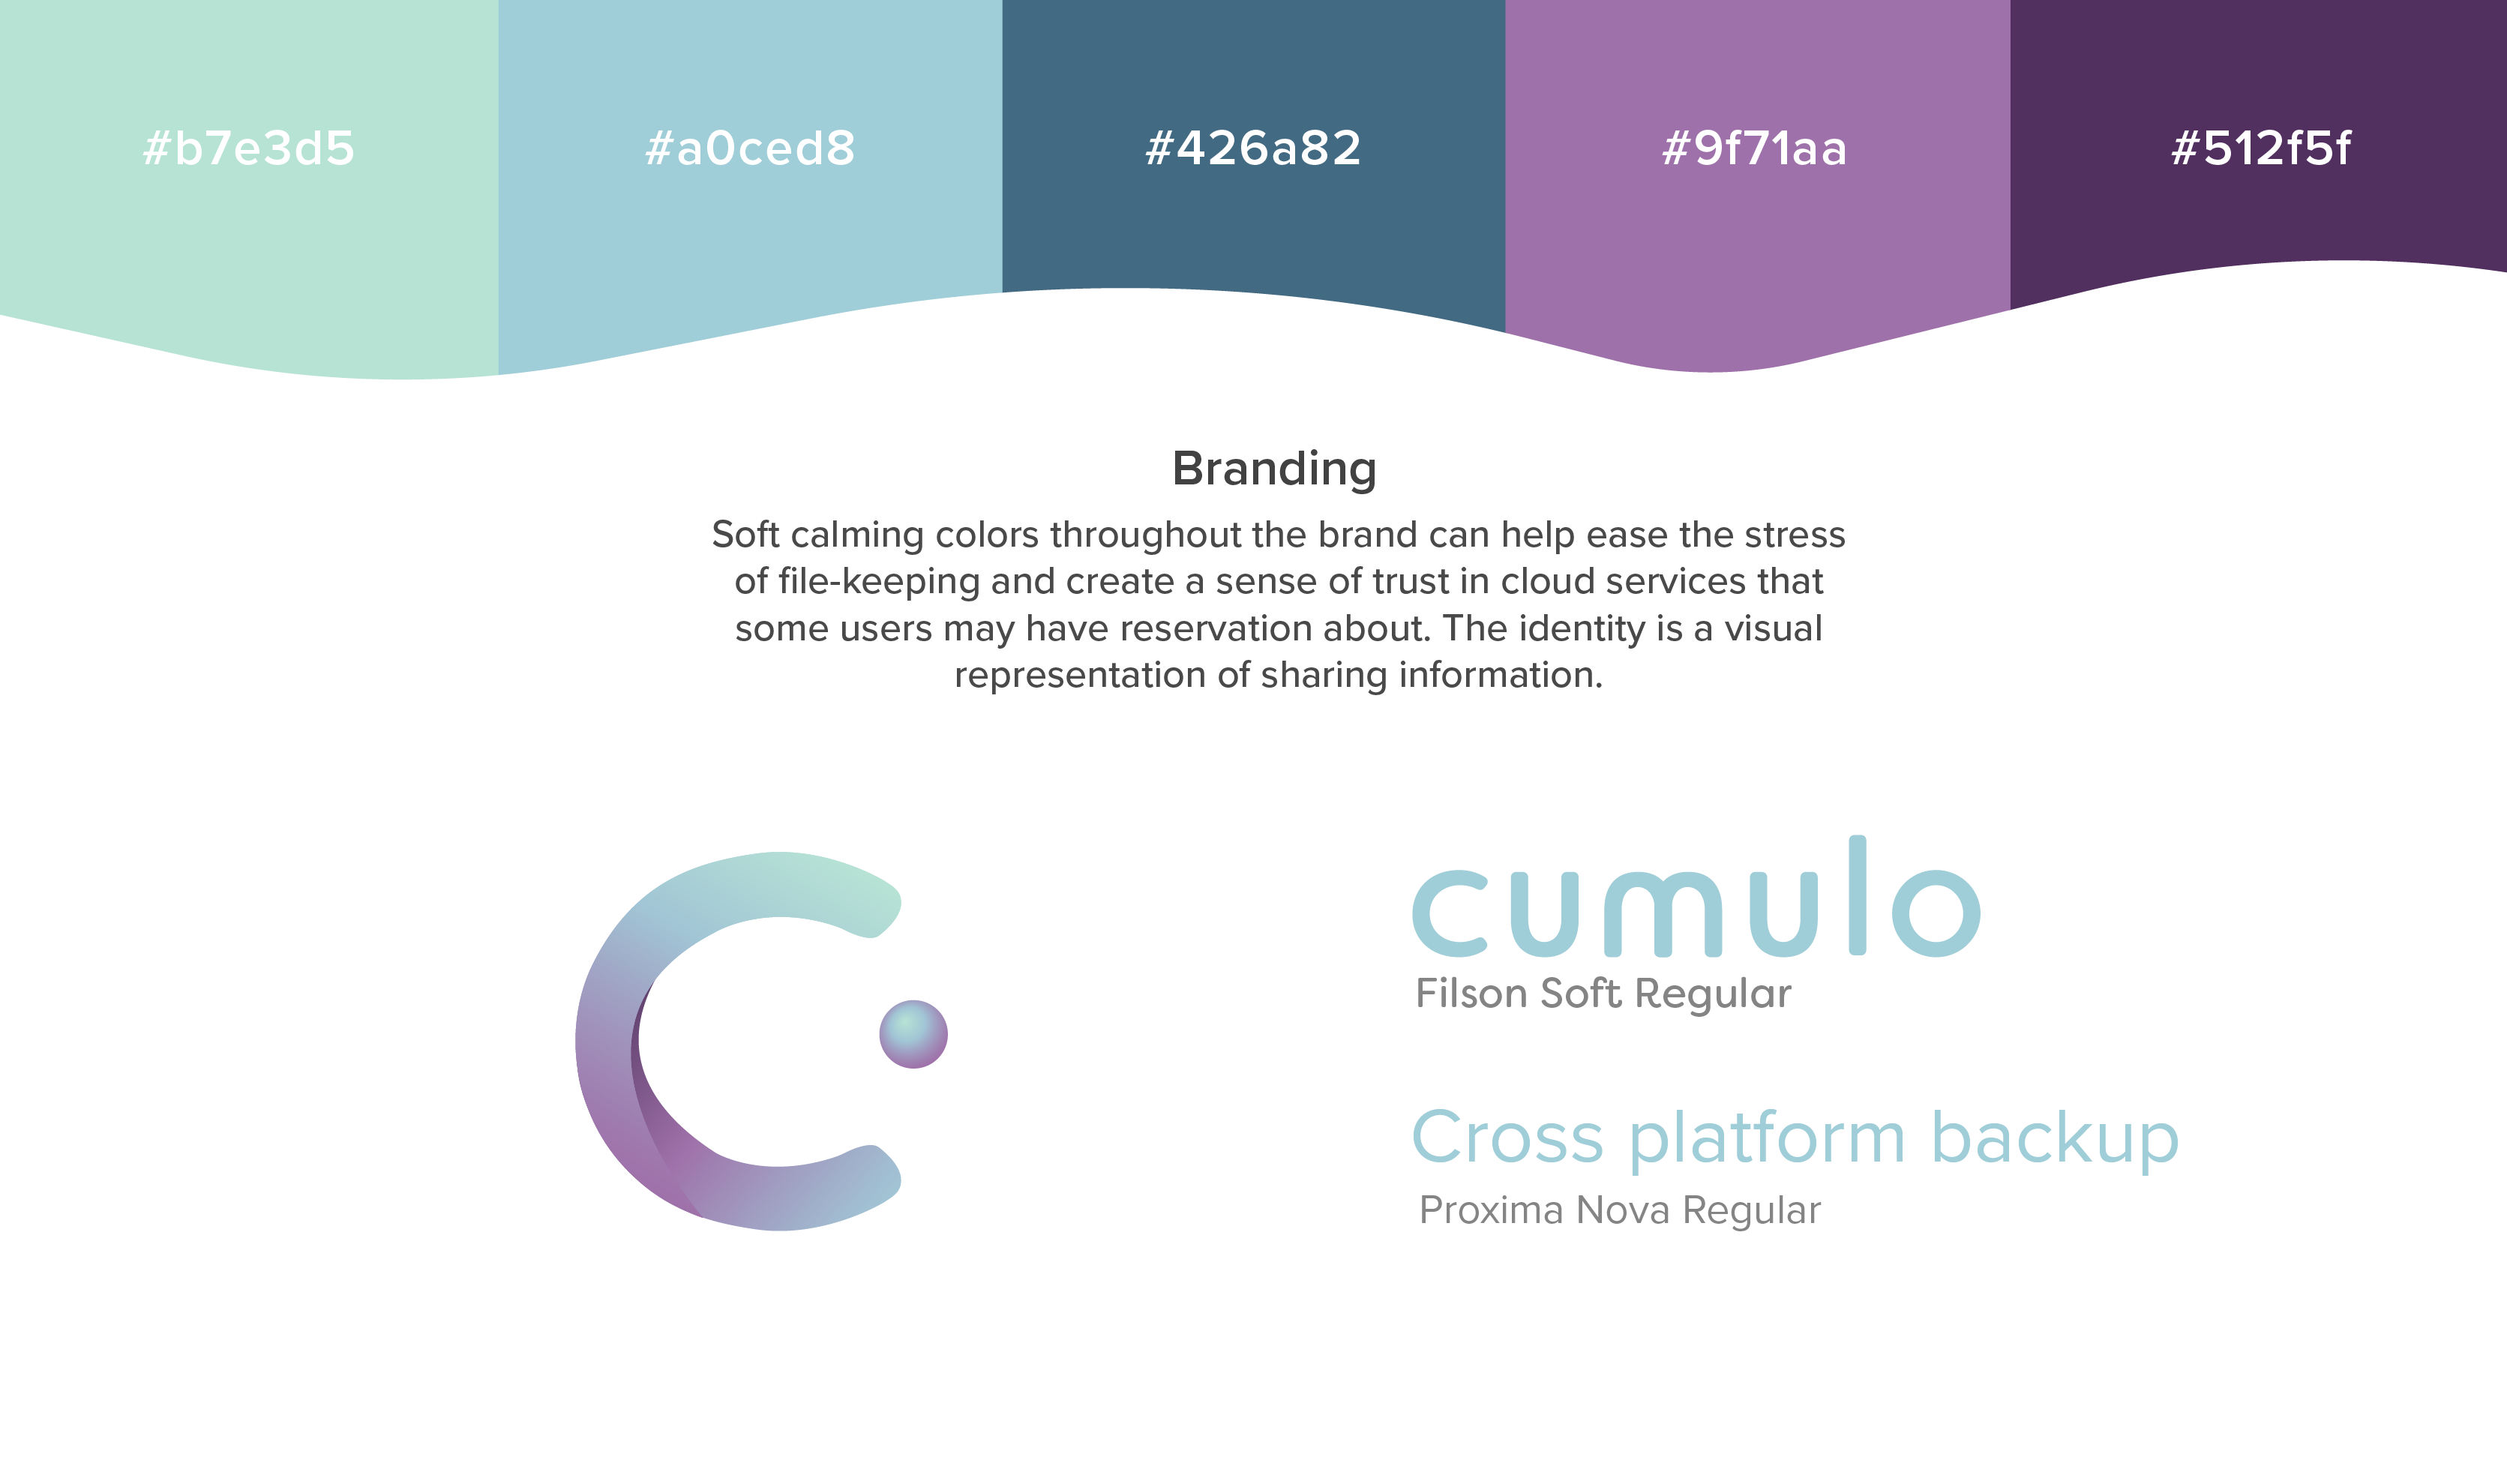 #b7e3d5
#a0ced8
#426a82
#9f71aa
#512f5f
Branding
Soft calming colors throughout the brand can help ease the stress
of file-keeping and create a sense of trust in cloud services that
some users may have reservation about. The identity is a visual
representation of sharing information.
cumulo
Filson Soft Regular
Cross platform backup
Proxima Nova Regular